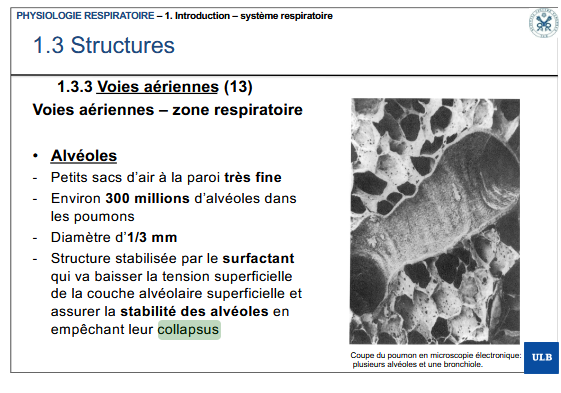 PHYSIOLOGIE RESPIRATOIRE – 1. Introduction – système respiratoire
1.3 Structures
1.3.3 Voies aériennes (13)
Voies aériennes – zone respiratoire
• Alvéoles
- Petits sacs d'air à la paroi très fine
- Environ 300 millions d'alvéoles dans
les poumons
- Diamètre d'1/3 mm
- Structure stabilisée par le surfactant
qui va baisser la tension superficielle
de la couche alvéolaire superficielle et
assurer la stabilité des alvéoles en
empêchant leur collapsus
Coupe du poumon en microscopie électronique:
plusieurs alvéoles et une bronchiole.
ULB